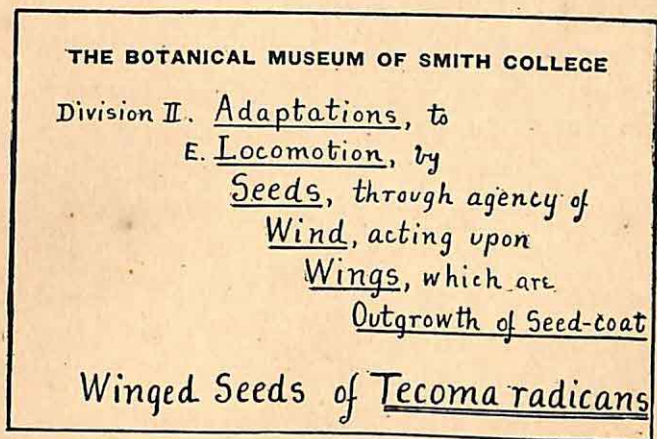 THE BOTANICAL MUSEUM OF SMITH COLLEGE
Division II. Adaptations, to
E. Locomotion, by
Seeds, through agency of
Wind, acting upon
Wings, which are
Outgrowth of Seed-coat
Winged Seeds of Tecoma radicans